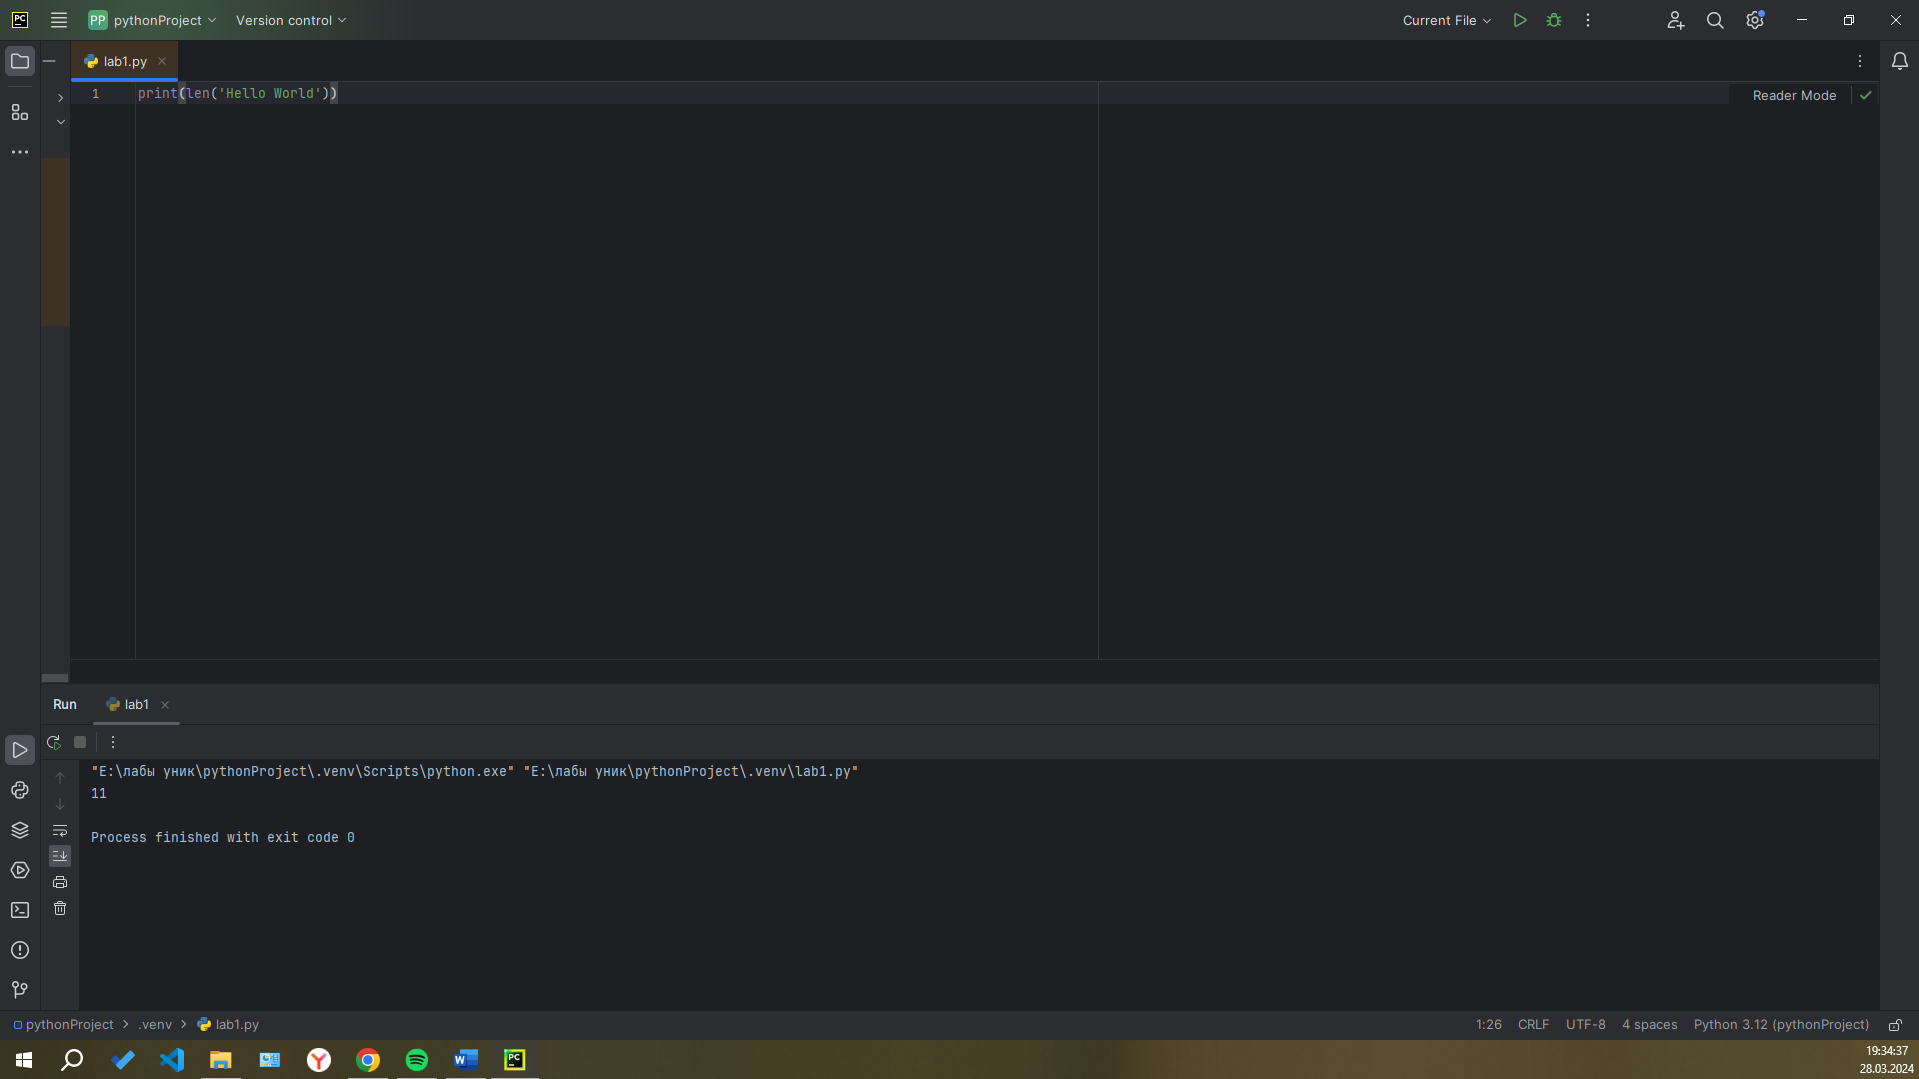 PC PP pythonProject Version control Current File
lab1.py
1 print(len('Hello World'))
Reader Mode
Run lab1
"E:\лабы уник\pythonProject\.venv\Scripts\python.exe" "E:\лабы уник\pythonProject\.venv\lab1.py"
11
Process finished with exit code 0
pythonProject > .venv > lab1.py 1:26 CRLF UTF-8 4 spaces Python 3.12 (pythonProject)
W PC
19:34:37
28.03.2024